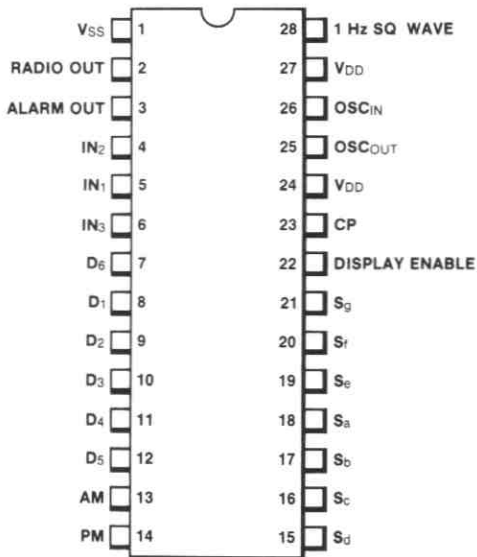 VSS 1 28 1 Hz SQ WAVE
RADIO OUT 2 27 VDD
ALARM OUT 3 26 OSCIN
IN2 4 25 OSCOUT
IN1 5 24 VDD
IN3 6 23 CP
D6 7 22 DISPLAY ENABLE
D1 8 21 Sg
D2 9 20 Sf
D3 10 19 Se
D4 11 18 Sa
D5 12 17 Sb
AM 13 16 Sc
PM 14 15 Sd